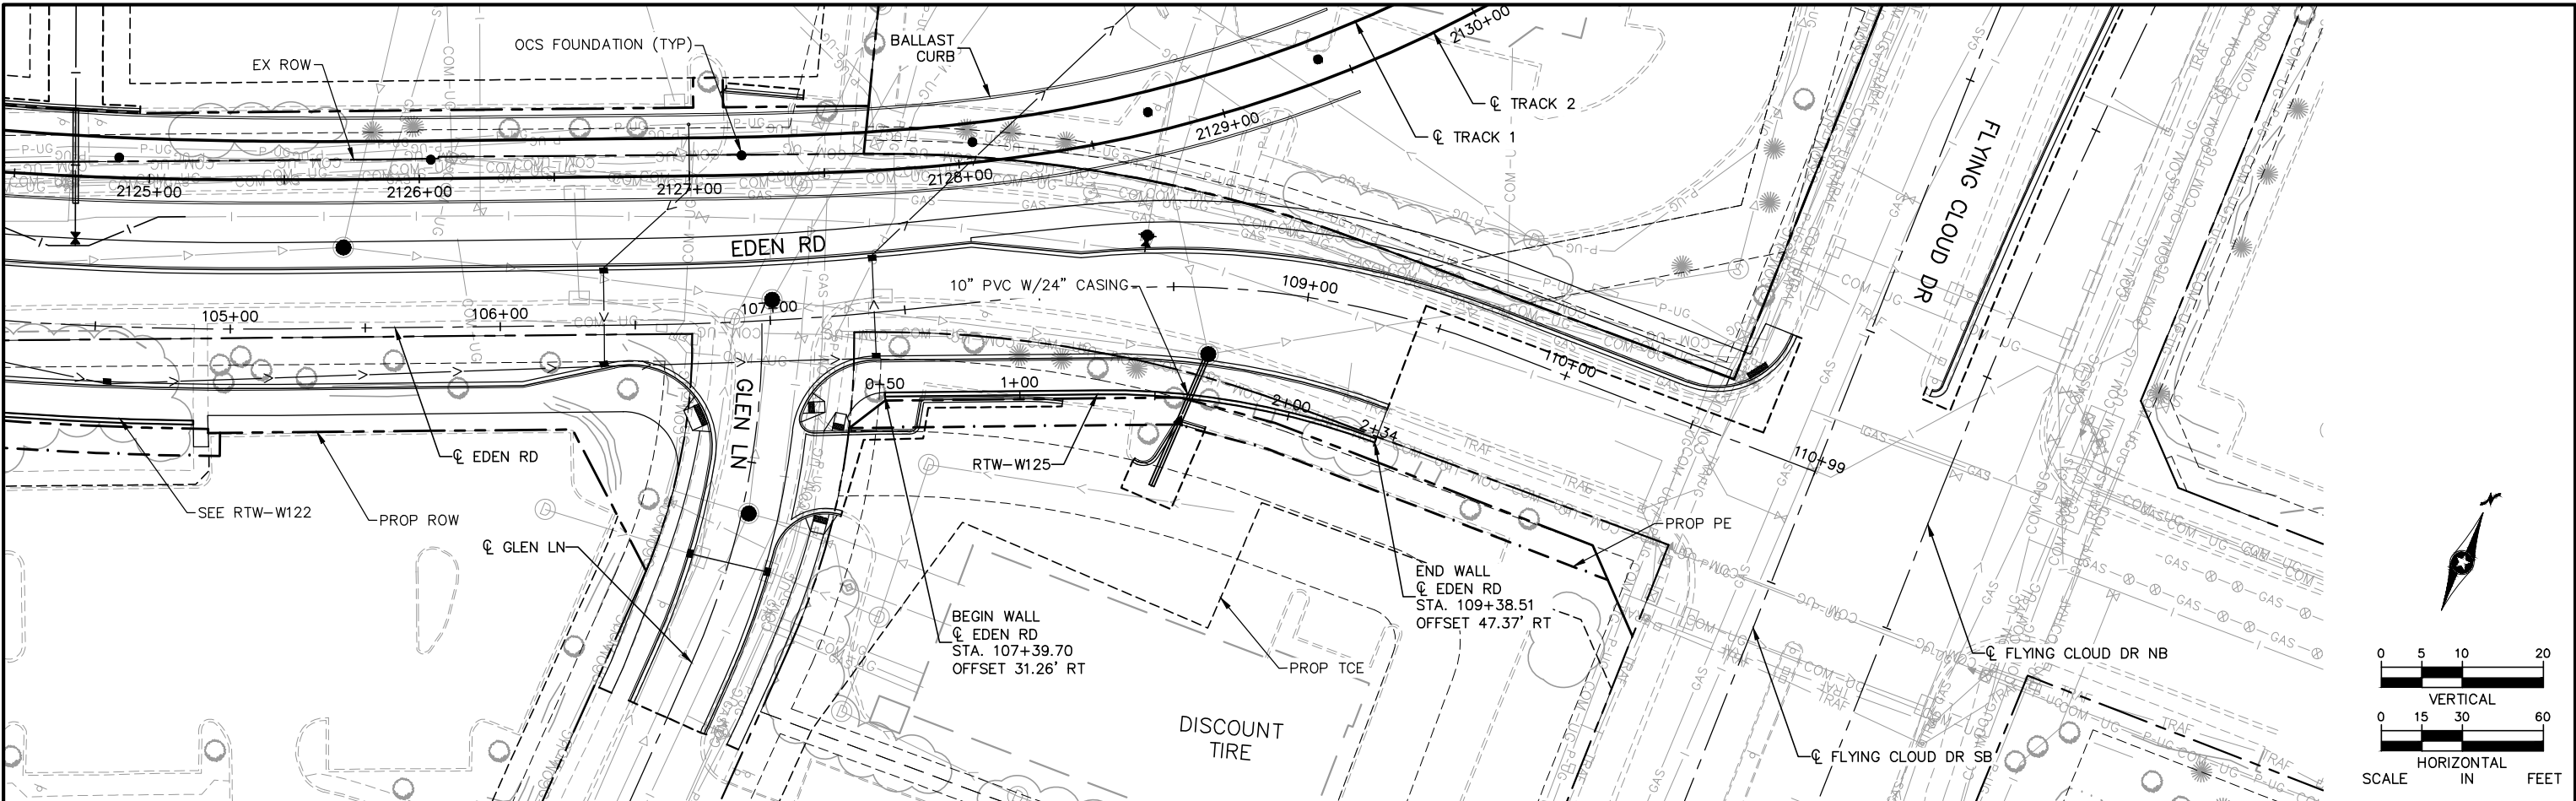 EX ROW
OCS FOUNDATION (TYP)
BALLAST
CURB
2130+00
℄ TRACK 2
℄ TRACK 1
2129+00
2128+00
2125+00
2126+00
2127+00
EDEN RD
FLYING CLOUD DR
10" PVC W/24" CASING
109+00
105+00
106+00
107+00
110+00
110+99
GLEN LN
0+50
1+00
2+00
2+34
℄ EDEN RD
RTW-W125
SEE RTW-W122
PROP ROW
℄ GLEN LN
PROP PE
BEGIN WALL
℄ EDEN RD
STA. 107+39.70
OFFSET 31.26' RT
END WALL
℄ EDEN RD
STA. 109+38.51
OFFSET 47.37' RT
PROP TCE
DISCOUNT
TIRE
℄ FLYING CLOUD DR NB
℄ FLYING CLOUD DR SB
0 5 10 20
VERTICAL
0 15 30 60
HORIZONTAL
SCALE IN FEET
N
P-UG
COM-UG
GAS
TRAF